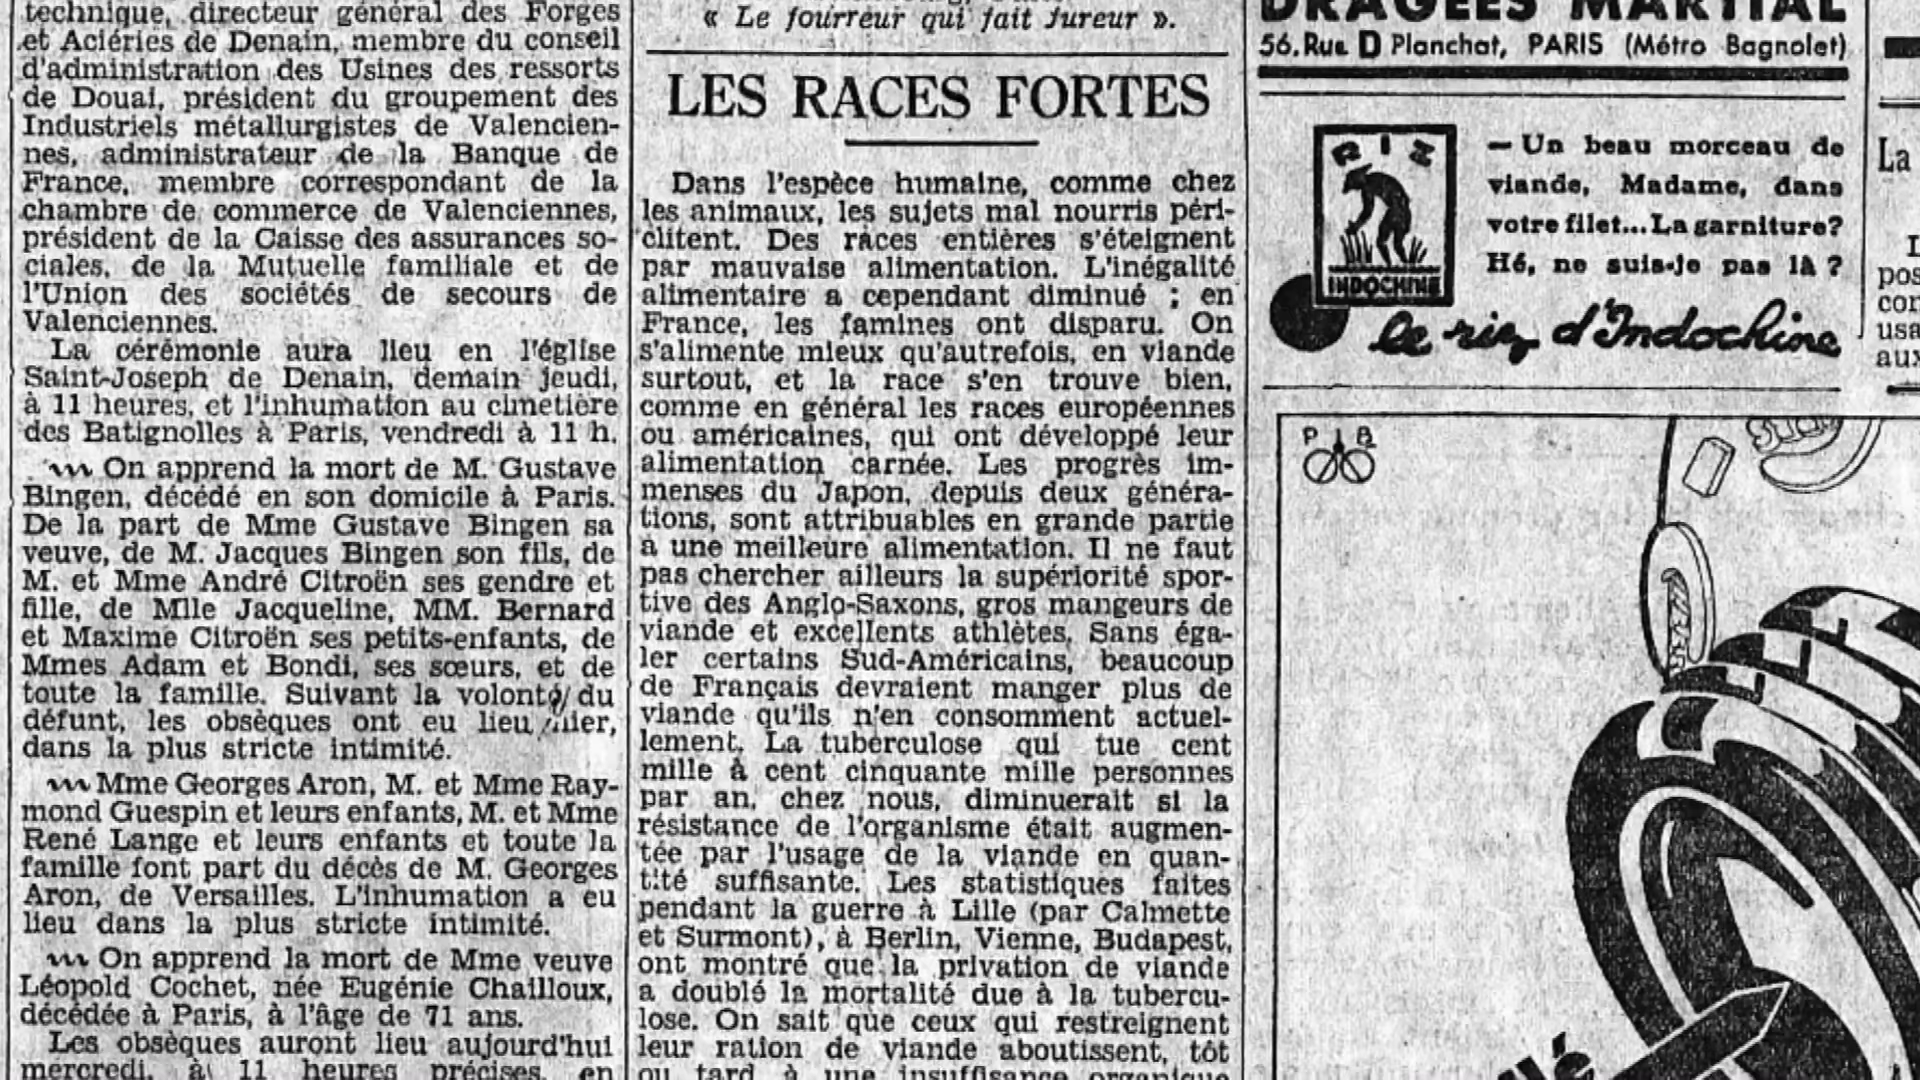 technique, directeur général des Forges
et Aciéries de Denain, membre du conseil
d'administration des Usines des ressorts
de Douai, président du groupement des
Industriels métallurgistes de Valencien-
nes, administrateur de la Banque de
France, membre correspondant de la
chambre de commerce de Valenciennes,
président de la Caisse des assurances so-
ciales, de la Mutuelle familiale et de
l'Union des sociétés de secours de
Valenciennes.
La cérémonie aura lieu en l'église
Saint-Joseph de Denain, demain jeudi,
à 11 heures, et l'inhumation au cimetière
des Batignolles à Paris, vendredi à 11 h.
On apprend la mort de M. Gustave
Bingen, décédé en son domicile à Paris.
De la part de Mme Gustave Bingen sa
veuve, de M. Jacques Bingen son fils, de
M. et Mme André Citroën ses gendre et
fille, de Mlle Jacqueline, MM. Bernard
et Maxime Citroën ses petits-enfants, de
Mmes Adam et Bondi, ses sœurs, et de
toute la famille. Suivant la volonté du
défunt, les obsèques ont eu lieu hier,
dans la plus stricte intimité.
Mme Georges Aron, M. et Mme Ray-
mond Guespin et leurs enfants, M. et Mme
René Lange et leurs enfants et toute la
famille font part du décès de M. Georges
Aron, de Versailles. L'inhumation a eu
lieu dans la plus stricte intimité.
On apprend la mort de Mme veuve
Léopold Cochet, née Eugénie Chailloux,
décédée à Paris, à l'âge de 71 ans.
Les obsèques auront lieu aujourd'hui
mercredi, à 11 heures précises, en
« Le fourreur qui fait fureur ».
LES RACES FORTES
Dans l'espèce humaine, comme chez
les animaux, les sujets mal nourris péri-
clitent. Des races entières s'éteignent
par mauvaise alimentation. L'inégalité
alimentaire a cependant diminué ; en
France, les famines ont disparu. On
s'alimente mieux qu'autrefois, en viande
surtout, et la race s'en trouve bien,
comme en général les races européennes
ou américaines, qui ont développé leur
alimentation carnée. Les progrès im-
menses du Japon, depuis deux généra-
tions, sont attribuables en grande partie
à une meilleure alimentation. Il ne faut
pas chercher ailleurs la supériorité spor-
tive des Anglo-Saxons, gros mangeurs de
viande et excellents athlètes. Sans éga-
ler certains Sud-Américains, beaucoup
de Français devraient manger plus de
viande qu'ils n'en consomment actuel-
lement. La tuberculose qui tue cent
mille à cent cinquante mille personnes
par an, chez nous, diminuerait si la
résistance de l'organisme était augmen-
tée par l'usage de la viande en quan-
tité suffisante. Les statistiques faites
pendant la guerre à Lille (par Calmette
et Surmont), à Berlin, Vienne, Budapest,
ont montré que la privation de viande
a doublé la mortalité due à la tubercu-
lose. On sait que ceux qui restreignent
leur ration de viande aboutissent, tôt
ou tard à une insuffisance organique
DRAGÉES MARTIAL
56, Rue D Planchat, PARIS (Métro Bagnolet)
RIZ
INDOCHINE
— Un beau morceau de
viande, Madame, dans
votre filet... La garniture?
Hé, ne suis-je pas là ?
le riz d'Indochine
P I B
La
pos
con
usa
aux